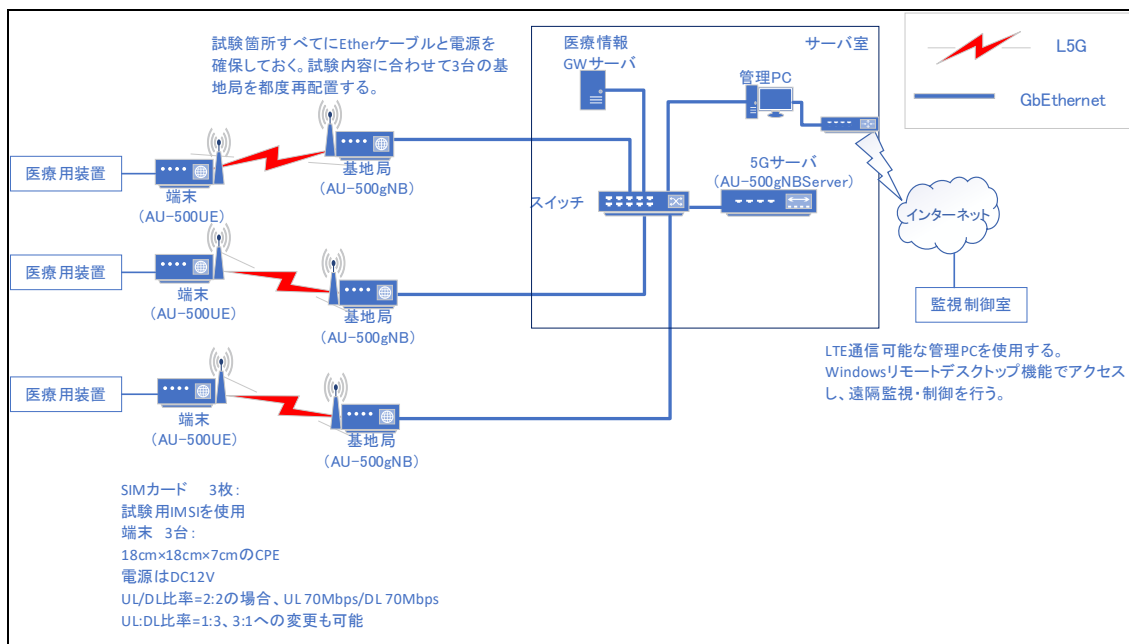 試験箇所すべてにEtherケーブルと電源を
確保しておく。試験内容に合わせて3台の基
地局を都度再配置する。
医療情報
GWサーバ
サーバ室
管理PC
L5G
GbEthernet
医療用装置
端末
(AU-500UE)
基地局
(AU-500gNB)
スイッチ
5Gサーバ
(AU-500gNBServer)
インターネット
医療用装置
端末
(AU-500UE)
基地局
(AU-500gNB)
監視制御室
LTE通信可能な管理PCを使用する。
Windowsリモートデスクトップ機能でアクセス
し、遠隔監視・制御を行う。
医療用装置
端末
(AU-500UE)
基地局
(AU-500gNB)
SIMカード 3枚:
試験用IMSIを使用
端末 3台:
18cm×18cm×7cmのCPE
電源はDC12V
UL/DL比率=2:2の場合、UL 70Mbps/DL 70Mbps
UL:DL比率=1:3、3:1への変更も可能